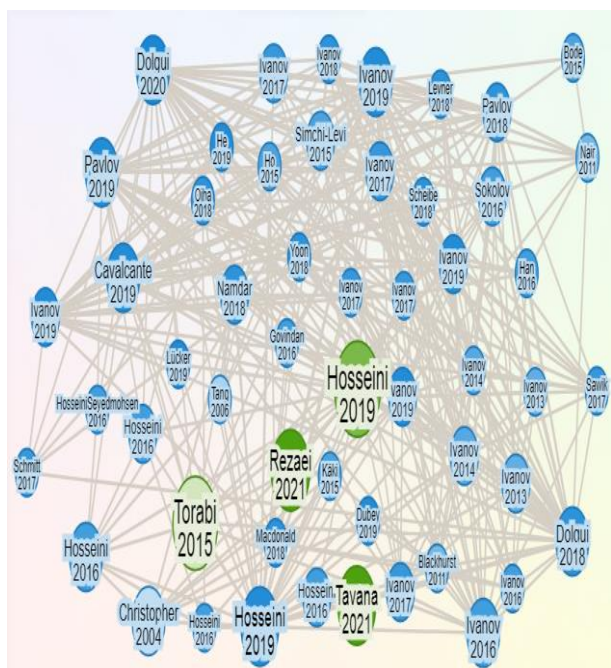 Dolqui
2020
Ivanov
2017
Ivanov
2018
Ivanov
2019
Levner
2018
Pavlov
2018
Bode
2015
Pavlov
2019
He
2019
Ho
2015
Simchi-Levi
2015
Ivanov
2017
Scheibe
2018
Sokolov
2016
Nair
2011
Ojha
2018
Cavalcante
2019
Namdar
2018
Yoon
2018
Ivanov
2017
Ivanov
2017
Ivanov
2019
Han
2016
Ivanov
2019
Lücker
2019
Govindan
2016
Tang
2006
Hosseini
2019
Ivanov
2019
Ivanov
2014
Ivanov
2013
Sawik
2017
HosseiniSeyedmohsen
2016
Hosseini
2016
Schmitt
2017
Rezaei
2021
Käki
2015
Ivanov
2014
Ivanov
2013
Torabi
2015
Hosseini
2016
Macdonald
2018
Dubey
2019
Dolqui
2018
Christopher
2004
Hosseini
2016
Hosseini
2019
Hossein
2016
Tavana
2021
Ivanov
2017
Blackhurst
2011
Ivanov
2016
Ivanov
2016